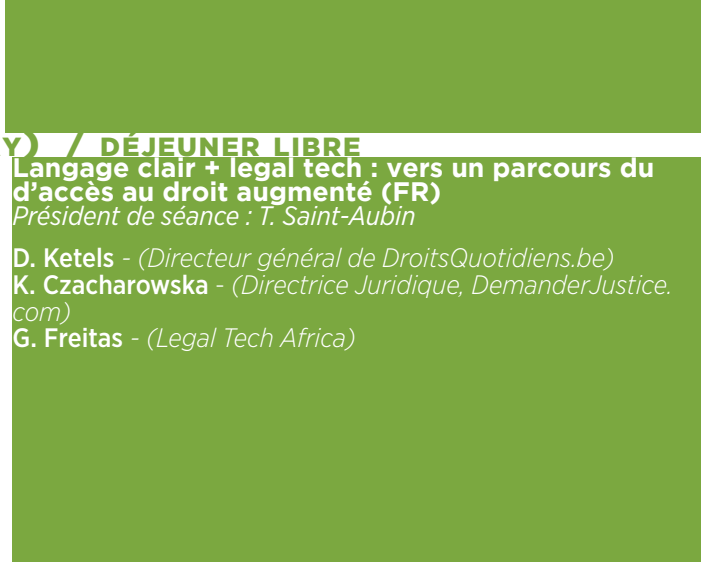 Y) / DÉJEUNER LIBRE
Langage clair + legal tech : vers un parcours du
d'accès au droit augmenté (FR)
Président de séance : T. Saint-Aubin
D. Ketels - (Directeur général de DroitsQuotidiens.be)
K. Czacharowska - (Directrice Juridique, DemanderJustice.
com)
G. Freitas - (Legal Tech Africa)